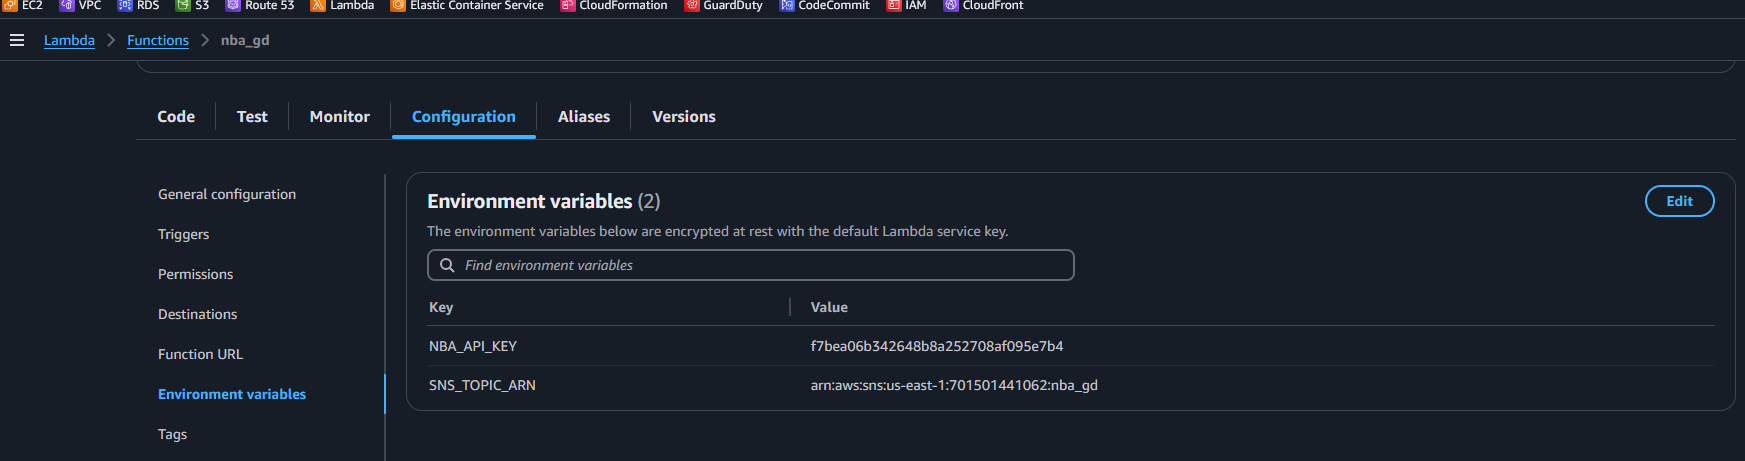 EC2 VPC RDS S3 Route 53 Lambda Elastic Container Service CloudFormation GuardDuty CodeCommit IAM CloudFront
Lambda Functions nba_gd
Code Test Monitor Configuration Aliases Versions
General configuration
Triggers
Permissions
Destinations
Function URL
Environment variables
Tags
Environment variables (2)
Edit
The environment variables below are encrypted at rest with the default Lambda service key.
Find environment variables
Key Value
NBA_API_KEY f7bea06b342648b8a252708af095e7b4
SNS_TOPIC_ARN arn:aws:sns:us-east-1:701501441062:nba_gd